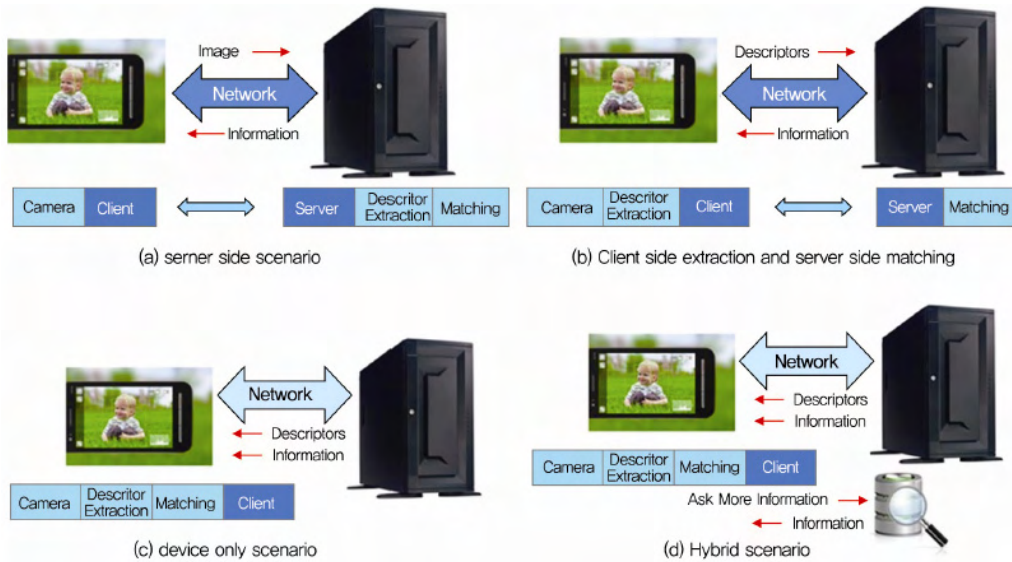 Image
Network
Information
Camera
Client
Server
Descritor
Extraction
Matching
(a) serner side scenario
Descriptors
Network
Information
Camera
Descritor
Extraction
Client
Server
Matching
(b) Client side extraction and server side matching
Network
Descriptors
Information
Camera
Descritor
Extraction
Matching
Client
(c) device only scenario
Network
Descriptors
Information
Camera
Descritor
Extraction
Matching
Client
Ask More Information
Information
(d) Hybrid scenario